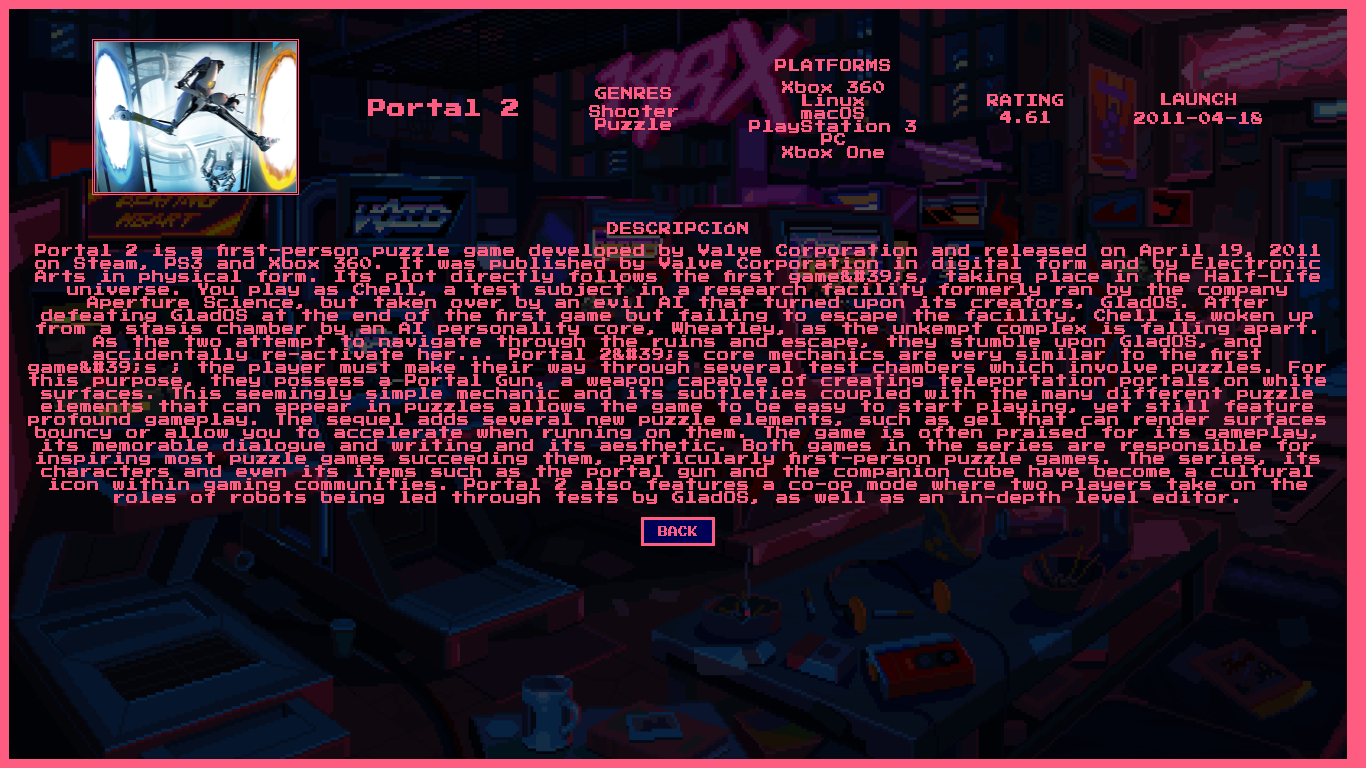 Portal 2
GENRES
Shooter
Puzzle
PLATFORMS
Xbox 360
Linux
macOS
PlayStation 3
PC
Xbox One
RATING
4.61
LAUNCH
2011-04-18
DESCRIPCIóN
Portal 2 is a first-person puzzle game developed by Valve Corporation and released on April 19, 2011
on Steam, PS3 and Xbox 360. It was published by Valve Corporation in digital form and by Electronic
Arts in physical form. Its plot directly follows the first game&#39;s, taking place in the Half-Life
universe. You play as Chell, a test subject in a research facility formerly ran by the company
Aperture Science, but taken over by an evil AI that turned upon its creators, GladOS. After
defeating GladOS at the end of the first game but failing to escape the facility, Chell is woken up
from a stasis chamber by an AI personality core, Wheatley, as the unkempt complex is falling apart.
As the two attempt to navigate through the ruins and escape, they stumble upon GladOS, and
accidentally re-activate her... Portal 2&#39;s core mechanics are very similar to the first
game&#39;s ; the player must make their way through several test chambers which involve puzzles. For
this purpose, they possess a Portal Gun, a weapon capable of creating teleportation portals on white
surfaces. This seemingly simple mechanic and its subtleties coupled with the many different puzzle
elements that can appear in puzzles allows the game to be easy to start playing, yet still feature
profound gameplay. The sequel adds several new puzzle elements, such as gel that can render surfaces
bouncy or allow you to accelerate when running on them. The game is often praised for its gameplay,
its memorable dialogue and writing and its aesthetic. Both games in the series are responsible for
inspiring most puzzle games succeeding them, particularly first-person puzzle games. The series, its
characters and even its items such as the portal gun and the companion cube have become a cultural
icon within gaming communities. Portal 2 also features a co-op mode where two players take on the
roles of robots being led through tests by GladOS, as well as an in-depth level editor.
BACK